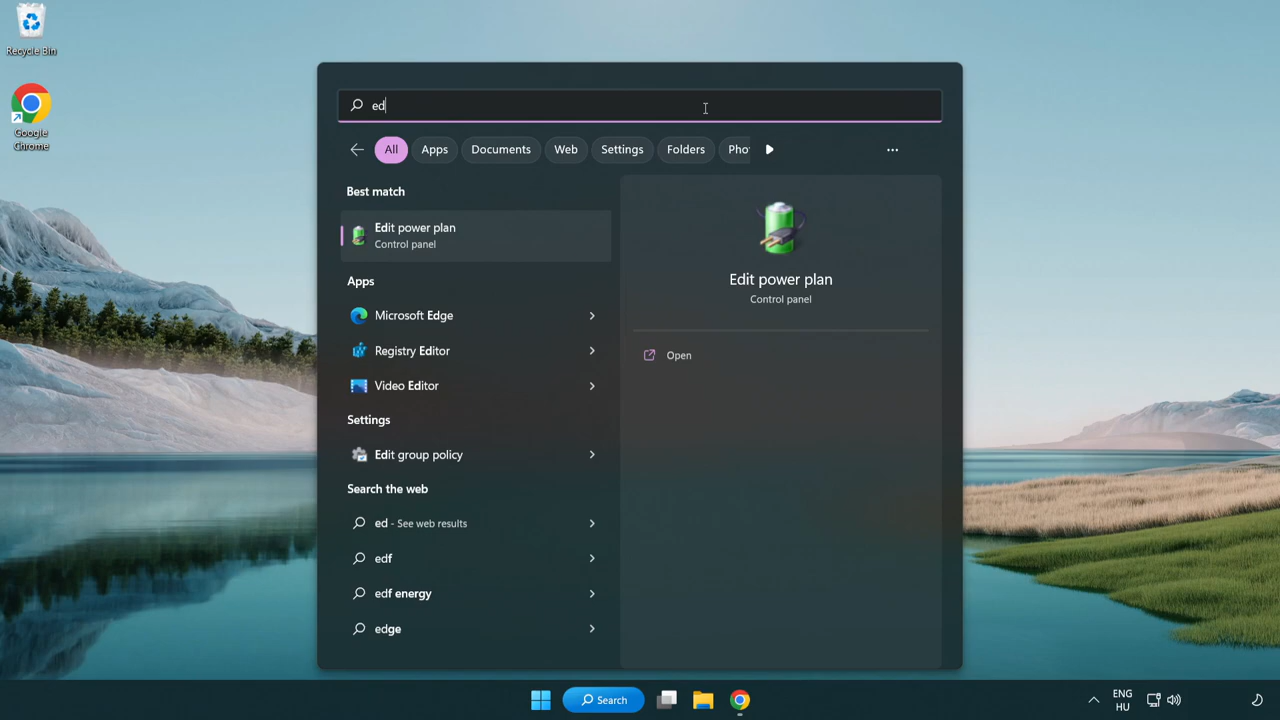 Recycle Bin
Google
Chrome
ed
All
Apps
Documents
Web
Settings
Folders
Pho
Best match
Edit power plan
Control panel
Apps
Microsoft Edge
Registry Editor
Video Editor
Settings
Edit group policy
Search the web
ed - See web results
edf
edf energy
edge
Edit power plan
Control panel
Open
Search
ENG
HU